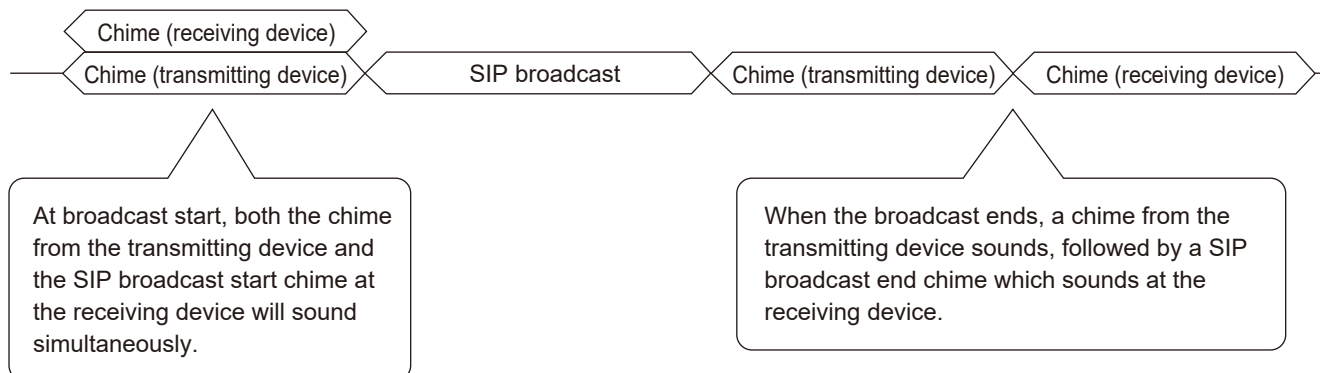 Chime (receiving device)
Chime (transmitting device)
SIP broadcast
Chime (transmitting device)
Chime (receiving device)
At broadcast start, both the chime
from the transmitting device and
the SIP broadcast start chime at
the receiving device will sound
simultaneously.
When the broadcast ends, a chime from the
transmitting device sounds, followed by a SIP
broadcast end chime which sounds at the
receiving device.